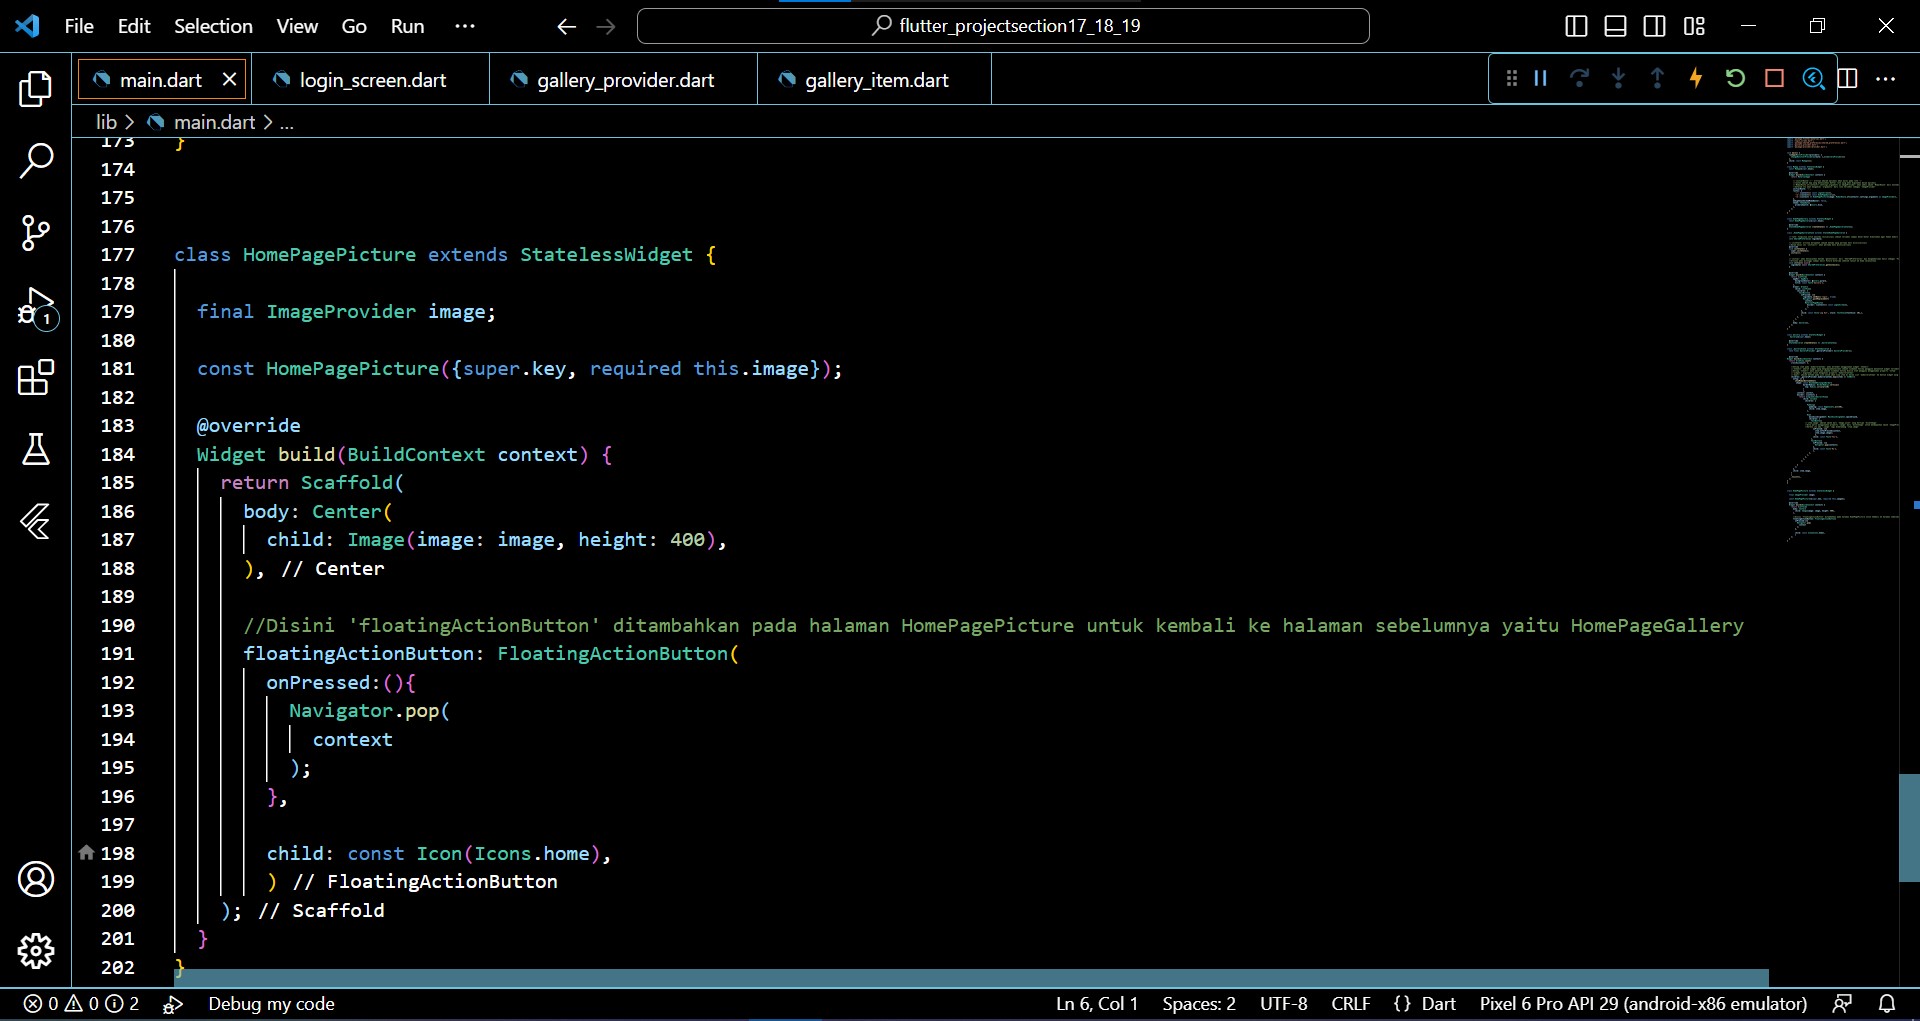 File Edit Selection View Go Run ... flutter_projectsection17_18_19
main.dart login_screen.dart gallery_provider.dart gallery_item.dart
lib > main.dart > ...
173 }
174
175
176
177 class HomePagePicture extends StatelessWidget {
178
179 final ImageProvider image;
180
181 const HomePagePicture({super.key, required this.image});
182
183 @override
184 Widget build(BuildContext context) {
185 return Scaffold(
186 body: Center(
187 child: Image(image: image, height: 400),
188 ), // Center
189
190 //Disini 'floatingActionButton' ditambahkan pada halaman HomePagePicture untuk kembali ke halaman sebelumnya yaitu HomePageGallery
191 floatingActionButton: FloatingActionButton(
192 onPressed:(){
193 Navigator.pop(
194 context
195 );
196 },
197
198 child: const Icon(Icons.home),
199 ) // FloatingActionButton
200 ); // Scaffold
201 }
202 }
1
0 0 2 Debug my code Ln 6, Col 1 Spaces: 2 UTF-8 CRLF {} Dart Pixel 6 Pro API 29 (android-x86 emulator)